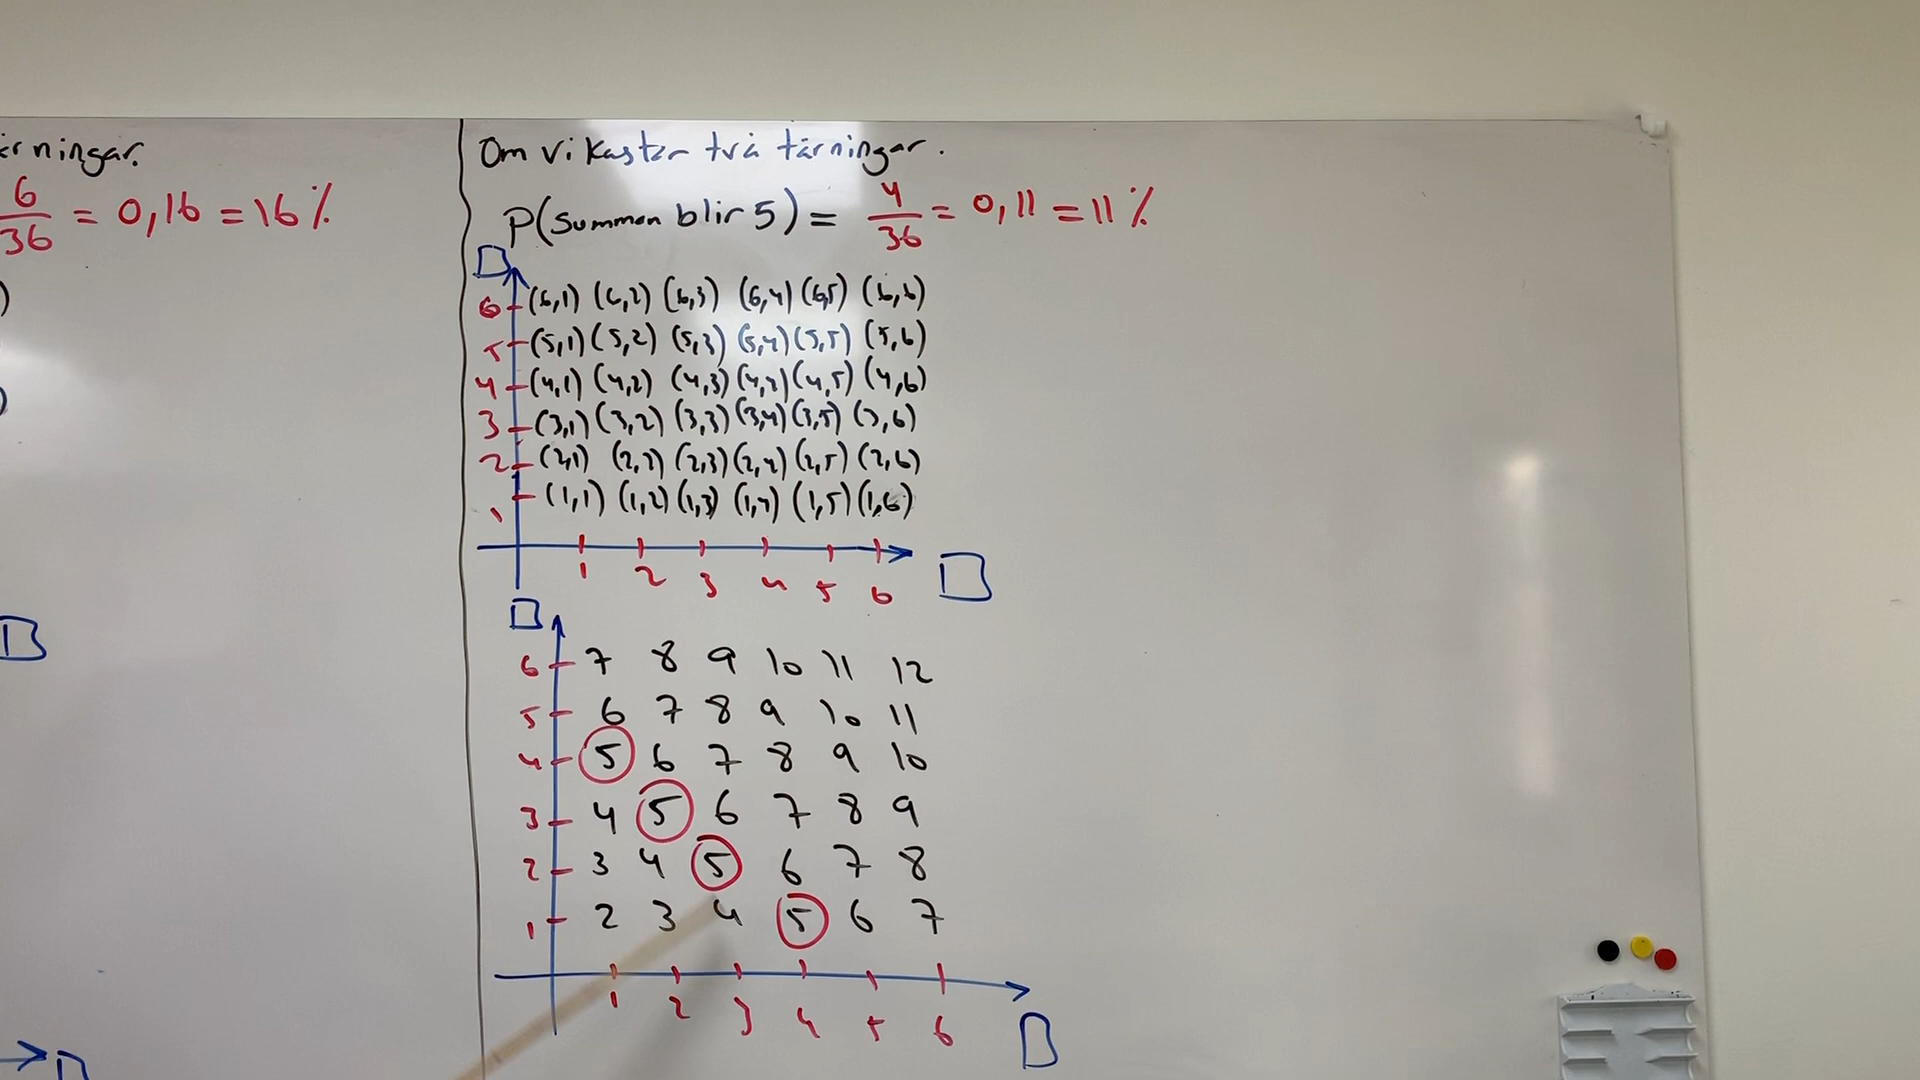 ärningar.
6/36 = 0,16 = 16 %
)
)
Om vi kastar två tärningar.
P(Summan blir 5) = 4/36 = 0,11 = 11 %
6 (6,1) (6,2) (6,3) (6,4) (6,5) (6,6)
5 (5,1) (5,2) (5,3) (5,4) (5,5) (5,6)
4 (4,1) (4,2) (4,3) (4,4) (4,5) (4,6)
3 (3,1) (3,2) (3,3) (3,4) (3,5) (3,6)
2 (2,1) (2,2) (2,3) (2,4) (2,5) (2,6)
1 (1,1) (1,2) (1,3) (1,4) (1,5) (1,6)
1 2 3 4 5 6
6 7 8 9 10 11 12
5 6 7 8 9 10 11
4 5 6 7 8 9 10
3 4 5 6 7 8 9
2 3 4 5 6 7 8
1 2 3 4 5 6 7
1 2 3 4 5 6